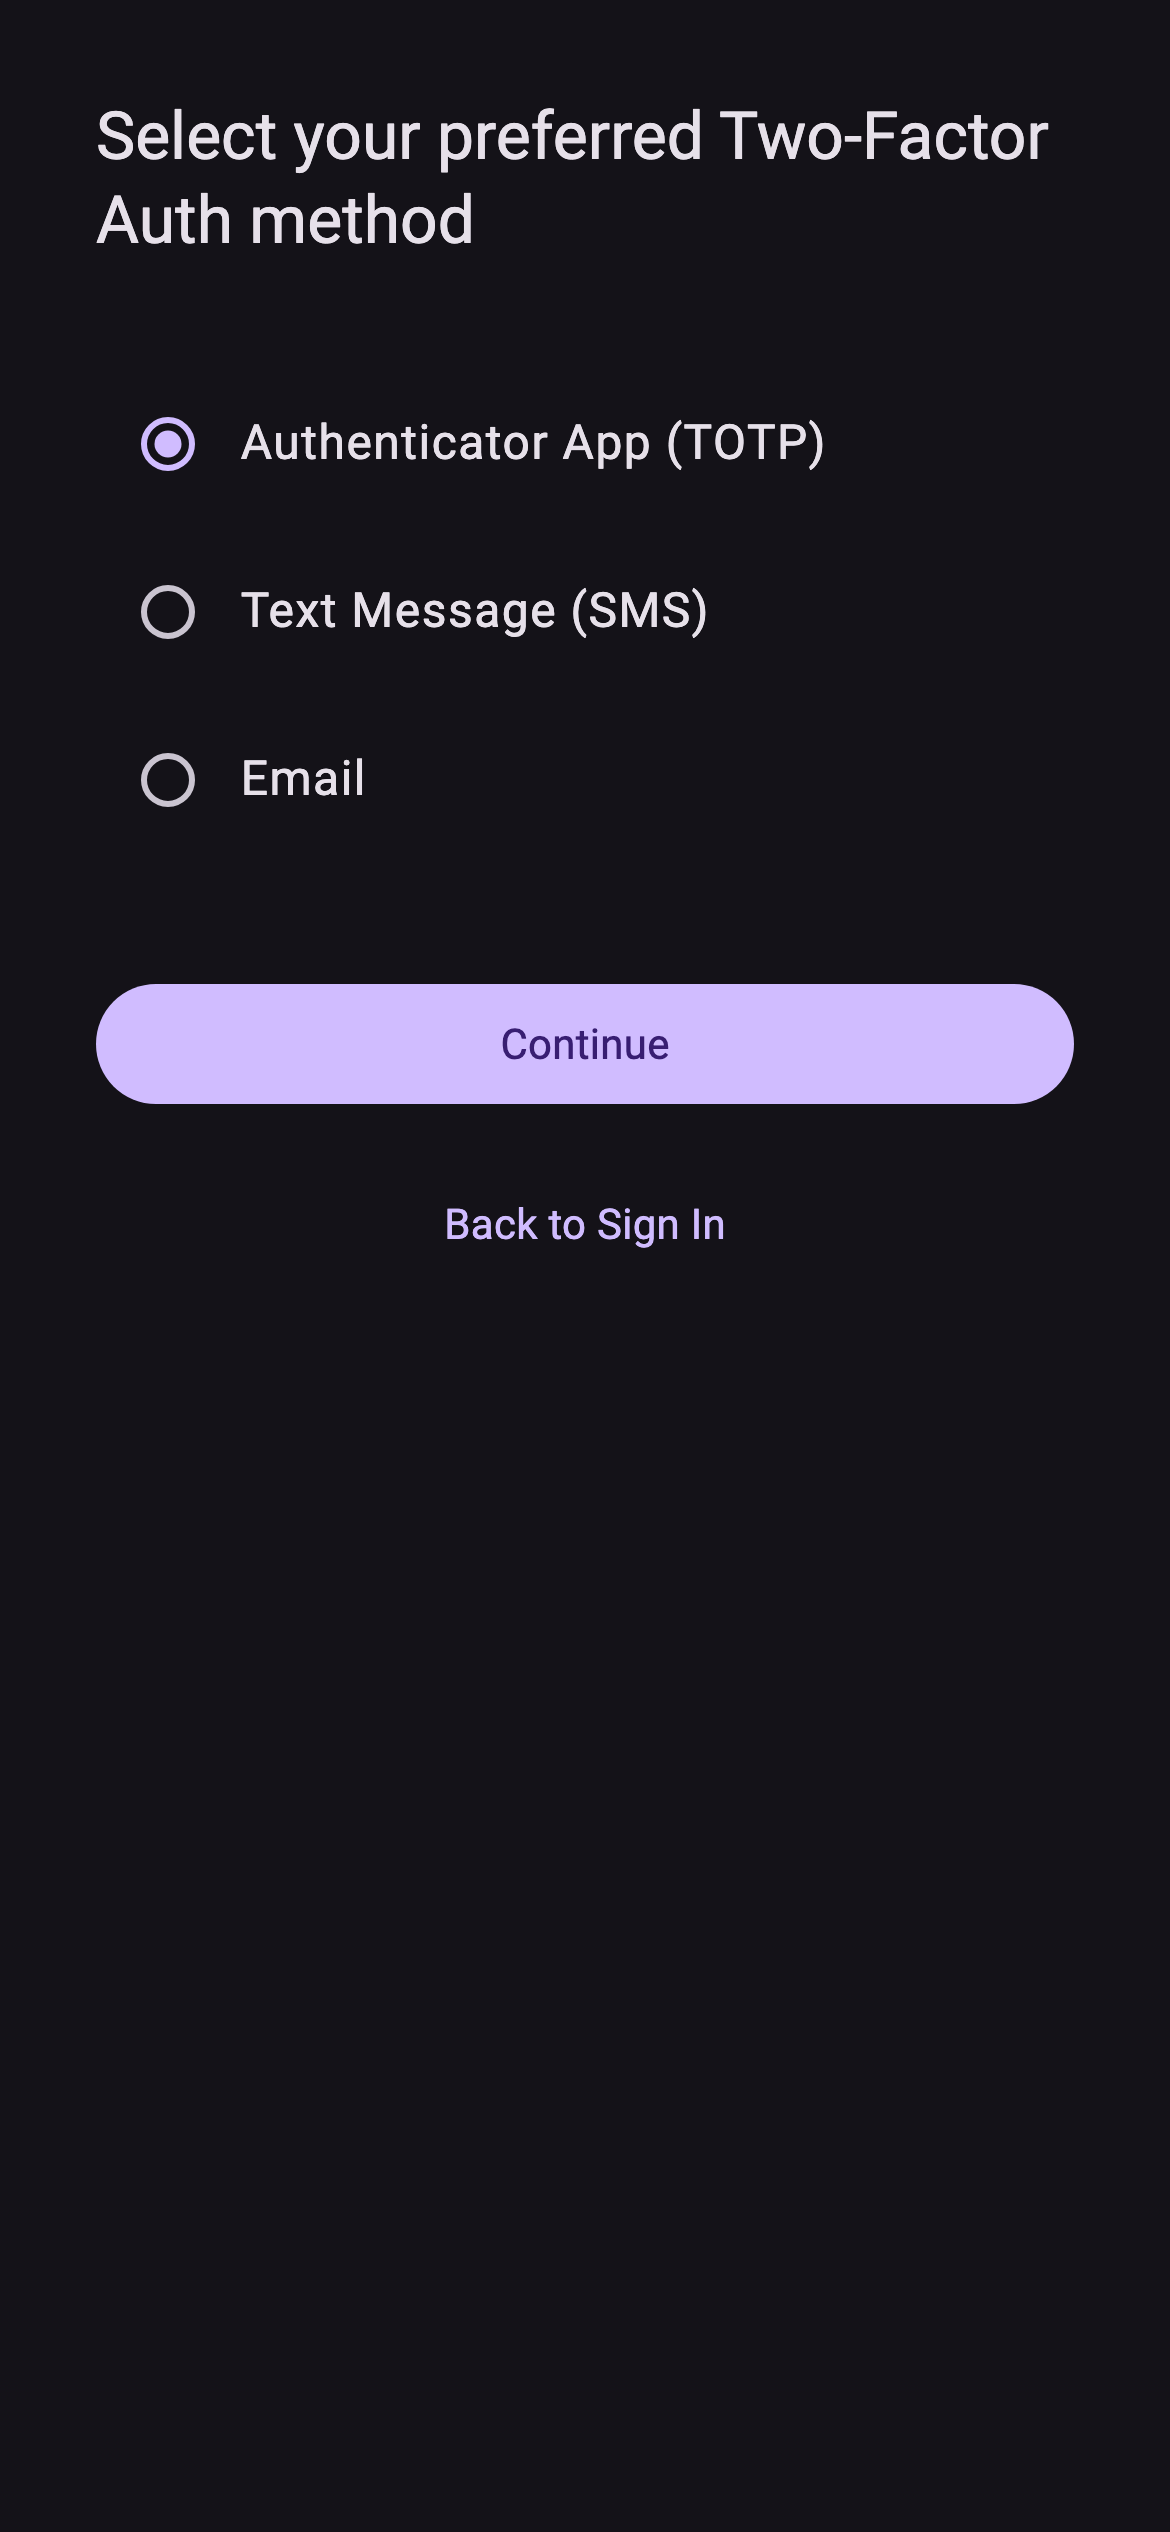 Select your preferred Two-Factor
Auth method
Authenticator App (TOTP)
Text Message (SMS)
Email
Continue
Back to Sign In